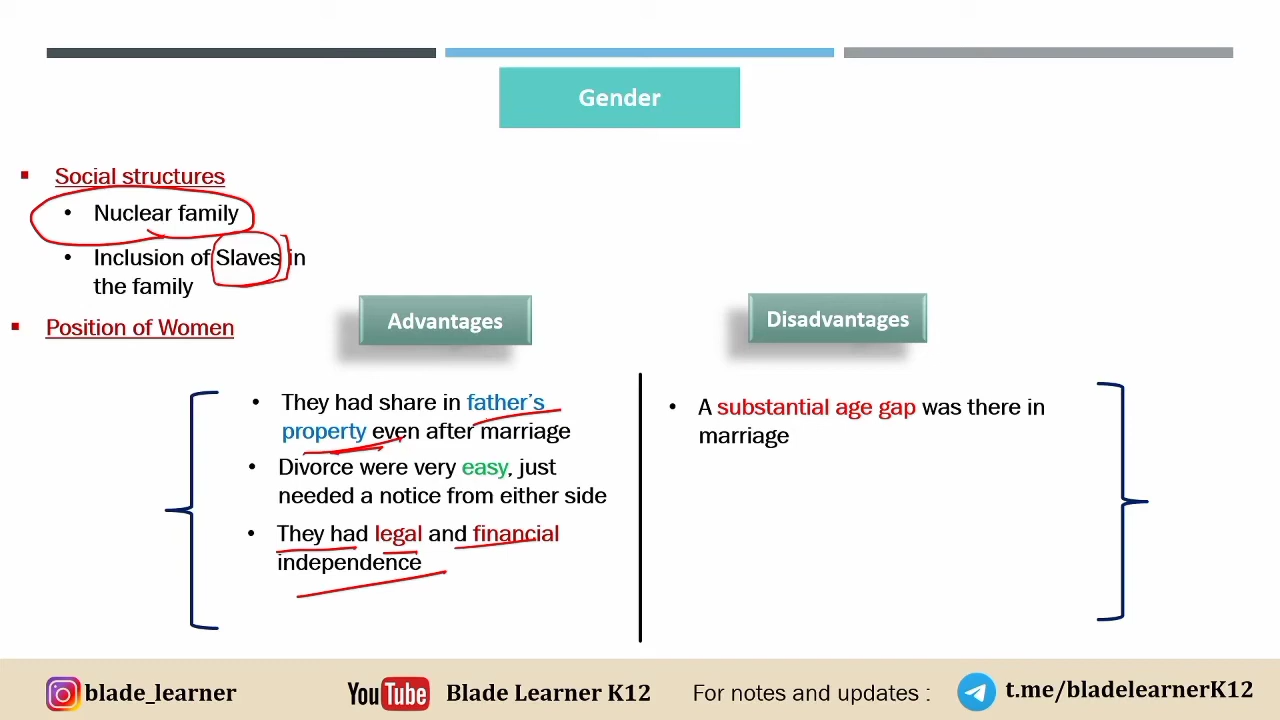 Gender
Social structures
Nuclear family
Inclusion of Slaves in
the family
Position of Women
Advantages
They had share in father's
property even after marriage
Divorce were very easy, just
needed a notice from either side
They had legal and financial
independence
Disadvantages
A substantial age gap was there in
marriage
blade_learner
YouTube Blade Learner K12
For notes and updates :
t.me/bladelearnerK12